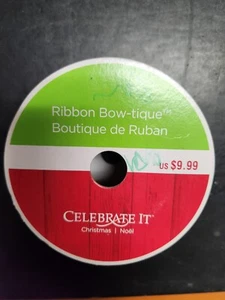 Ribbon Bow-tique™
Boutique de Ruban
US $9.99
CELEBRATE IT®
Christmas | Noël